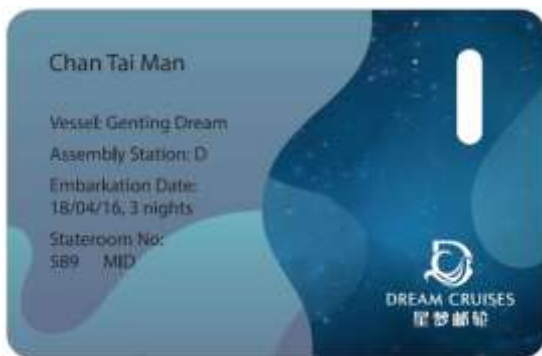 Chan Tai Man
Vessel: Genting Dream
Assembly Station: D
Embarkation Date:
18/04/16, 3 nights
Stateroom No:
589 MID
DREAM CRUISES
星梦邮轮